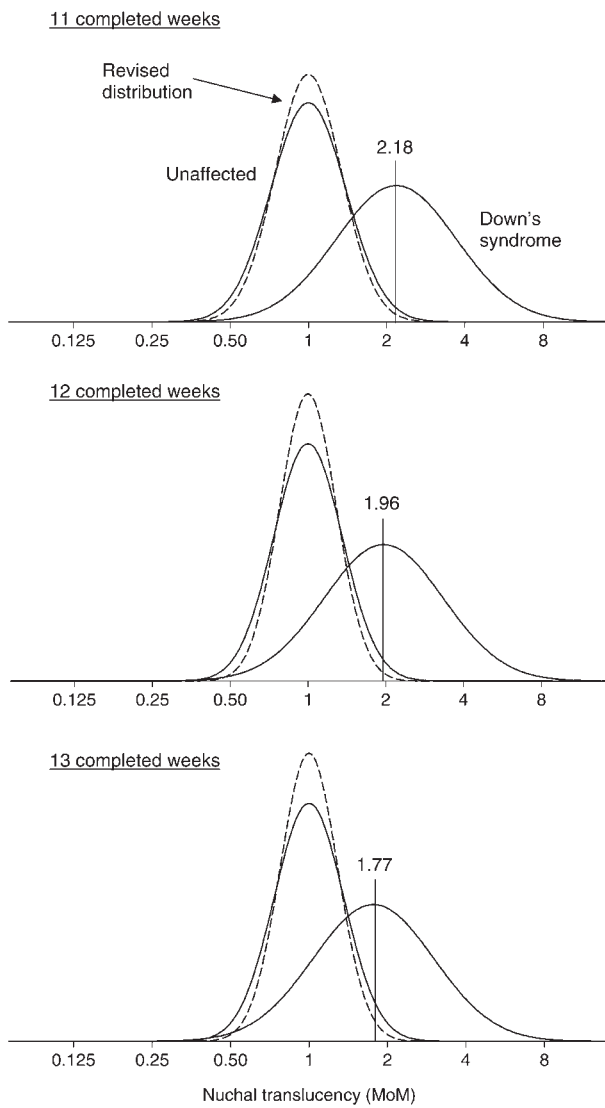 11 completed weeks
Revised
distribution
2.18
Unaffected
Down's
syndrome
0.125 0.25 0.50 1 2 4 8
12 completed weeks
1.96
0.125 0.25 0.50 1 2 4 8
13 completed weeks
1.77
0.125 0.25 0.50 1 2 4 8
Nuchal translucency (MoM)